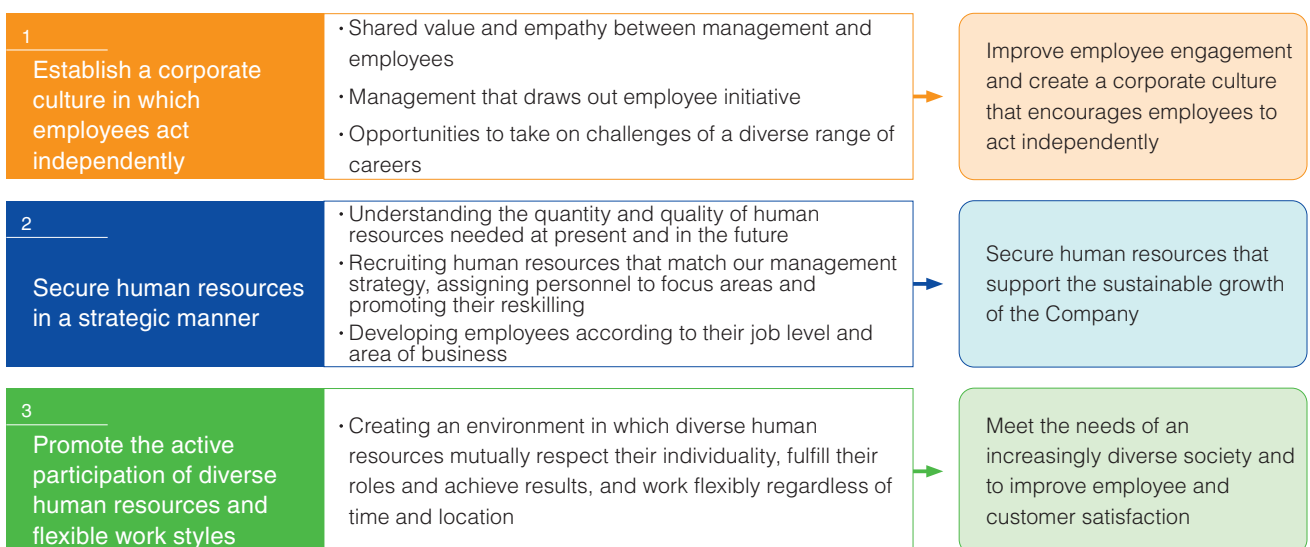 1
Establish a corporate
culture in which
employees act
independently
・Shared value and empathy between management and
employees
・Management that draws out employee initiative
・Opportunities to take on challenges of a diverse range of
careers
Improve employee engagement
and create a corporate culture
that encourages employees to
act independently
2
Secure human resources
in a strategic manner
・Understanding the quantity and quality of human
resources needed at present and in the future
・Recruiting human resources that match our management
strategy, assigning personnel to focus areas and
promoting their reskilling
・Developing employees according to their job level and
area of business
Secure human resources that
support the sustainable growth
of the Company
3
Promote the active
participation of diverse
human resources and
flexible work styles
・Creating an environment in which diverse human
resources mutually respect their individuality, fulfill their
roles and achieve results, and work flexibly regardless of
time and location
Meet the needs of an
increasingly diverse society and
to improve employee and
customer satisfaction